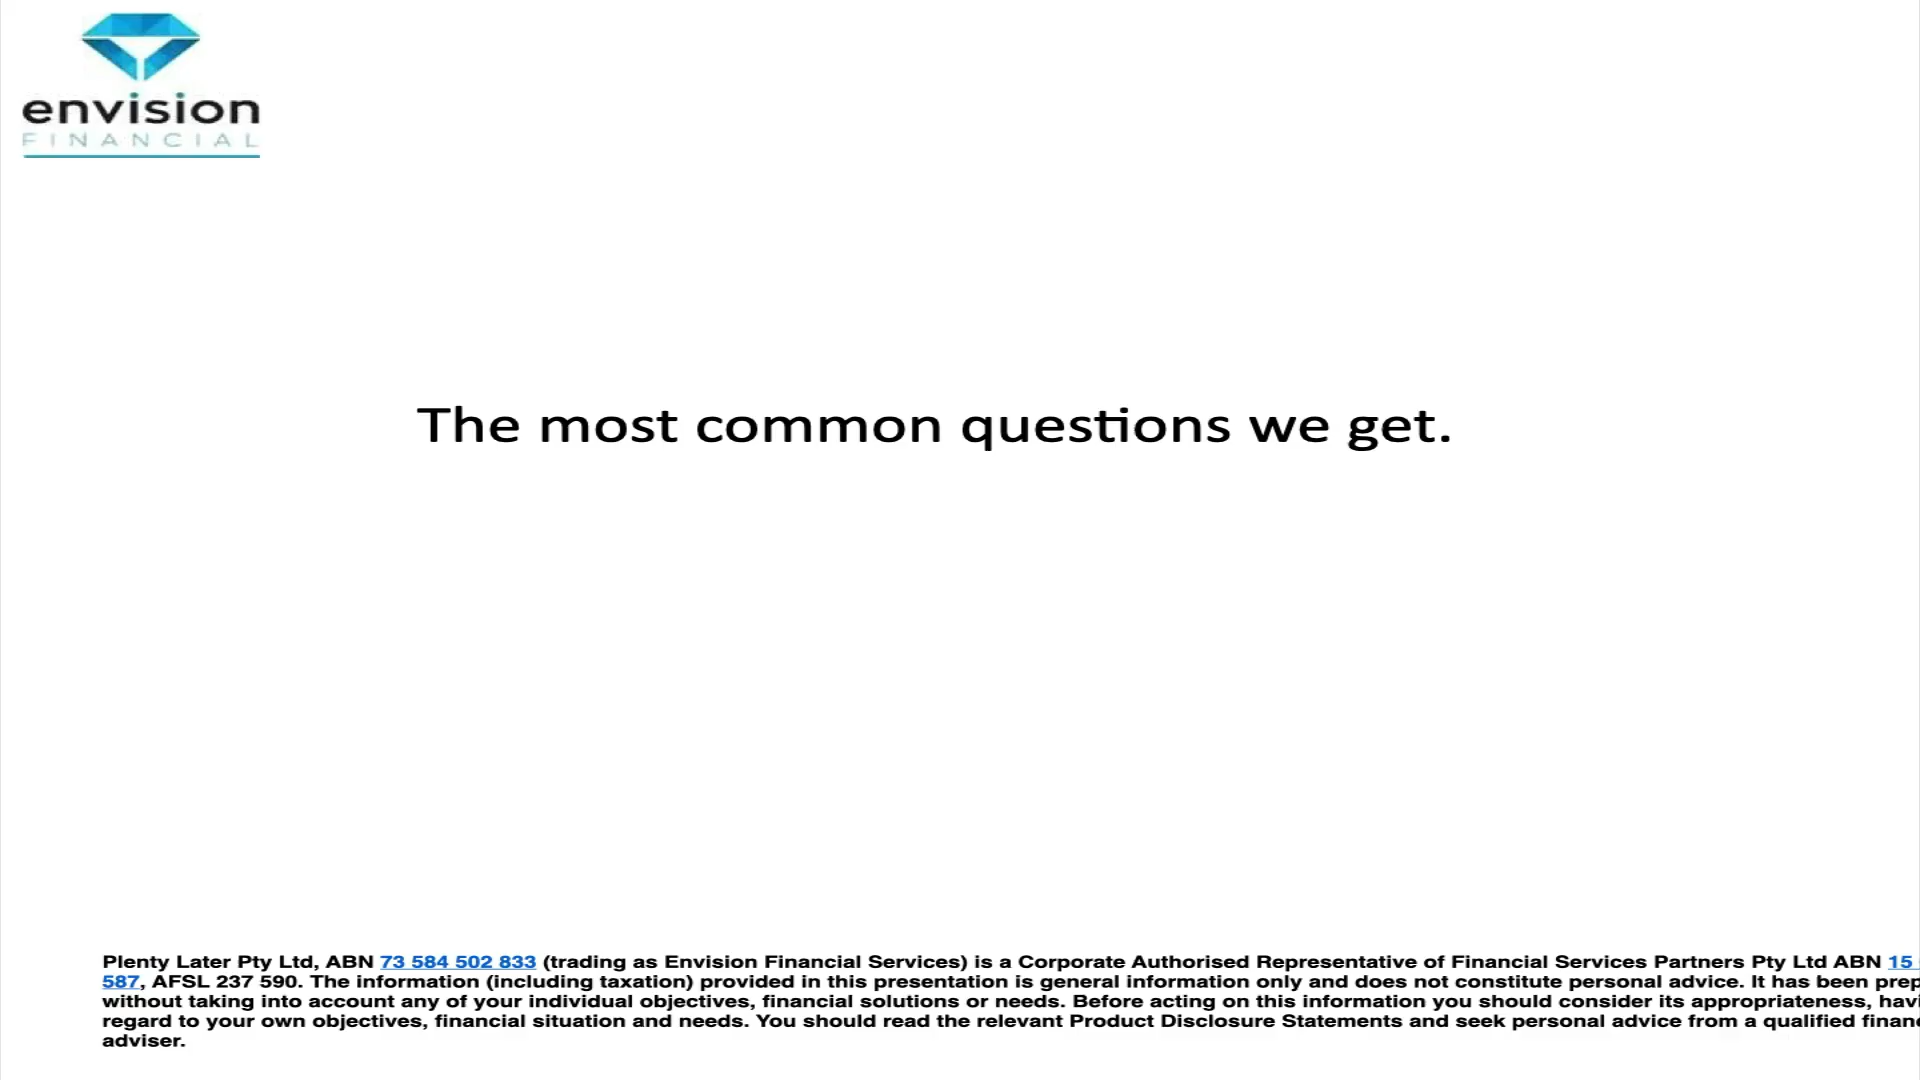 envision
FINANCIAL
The most common questions we get.
Plenty Later Pty Ltd, ABN 73 584 502 833 (trading as Envision Financial Services) is a Corporate Authorised Representative of Financial Services Partners Pty Ltd ABN 15
587, AFSL 237 590. The information (including taxation) provided in this presentation is general information only and does not constitute personal advice. It has been prep
without taking into account any of your individual objectives, financial solutions or needs. Before acting on this information you should consider its appropriateness, havi
regard to your own objectives, financial situation and needs. You should read the relevant Product Disclosure Statements and seek personal advice from a qualified financ
adviser.